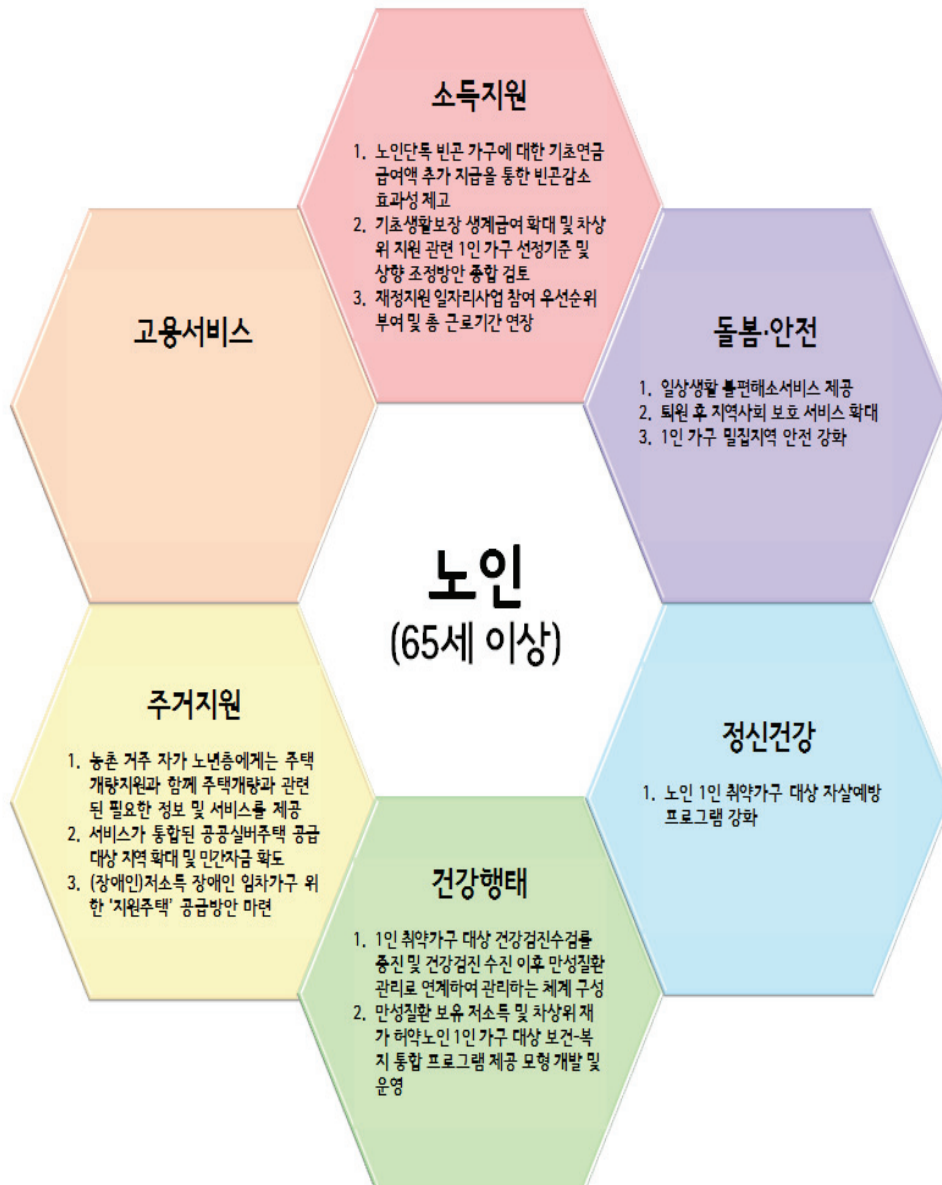 소득지원
1. 노인단독 빈곤 가구에 대한 기초연금
급여액 추가 지급을 통한 빈곤감소
효과성 제고
2. 기초생활보장 생계급여 확대 및 차상
위 지원 관련 1인 가구 선정기준 및
상향 조정방안 종합 검토
3. 재정지원 일자리사업 참여 우선순위
부여 및 총 근로기간 연장
고용서비스
돌봄·안전
1. 일상생활 불편해소서비스 제공
2. 퇴원 후 지역사회 보호 서비스 확대
3. 1인 가구 밀집지역 안전 강화
노인
(65세 이상)
주거지원
1. 농촌 거주 자가 노년층에게는 주택
개량지원과 함께 주택개량과 관련
된 필요한 정보 및 서비스를 제공
2. 서비스가 통합된 공공실버주택 공급
대상 지역 확대 및 민간자금 확도
3. (장애인)저소득 장애인 임차가구 위
한 '지원주택' 공급방안 마련
정신건강
1. 노인 1인 취약가구 대상 자살예방
프로그램 강화
건강행태
1. 1인 취약가구 대상 건강검진수검률
증진 및 건강검진 수진 이후 만성질환
관리로 연계하여 관리하는 체계 구성
2. 만성질환 보유 저소득 및 차상위 재
가 허약노인 1인 가구 대상 보건-복
지 통합 프로그램 제공 모형 개발 및
운영